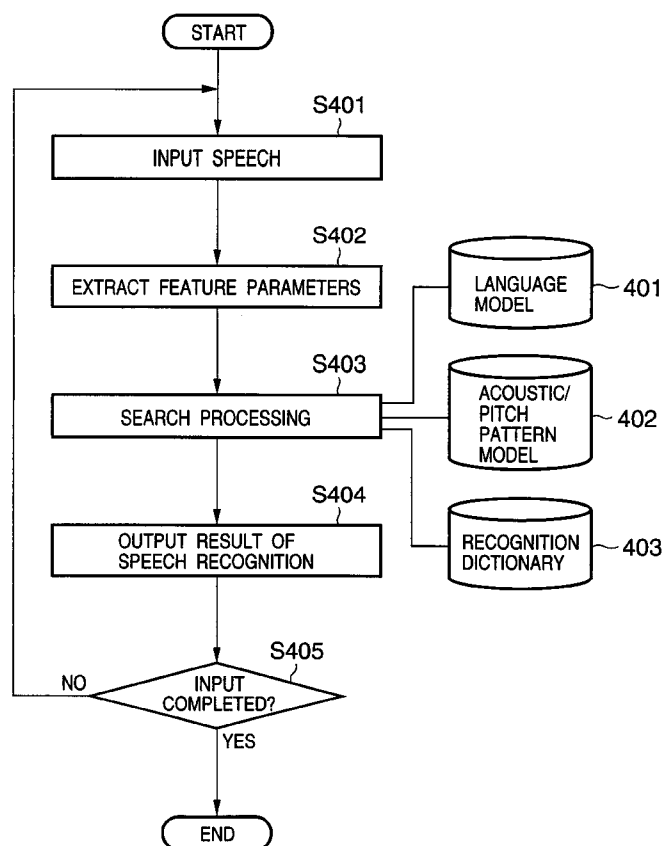 START
S401
INPUT SPEECH
S402
EXTRACT FEATURE PARAMETERS
LANGUAGE
MODEL
401
S403
SEARCH PROCESSING
ACOUSTIC/
PITCH
PATTERN
MODEL
402
S404
OUTPUT RESULT OF
SPEECH RECOGNITION
RECOGNITION
DICTIONARY
403
S405
INPUT
COMPLETED?
NO
YES
END